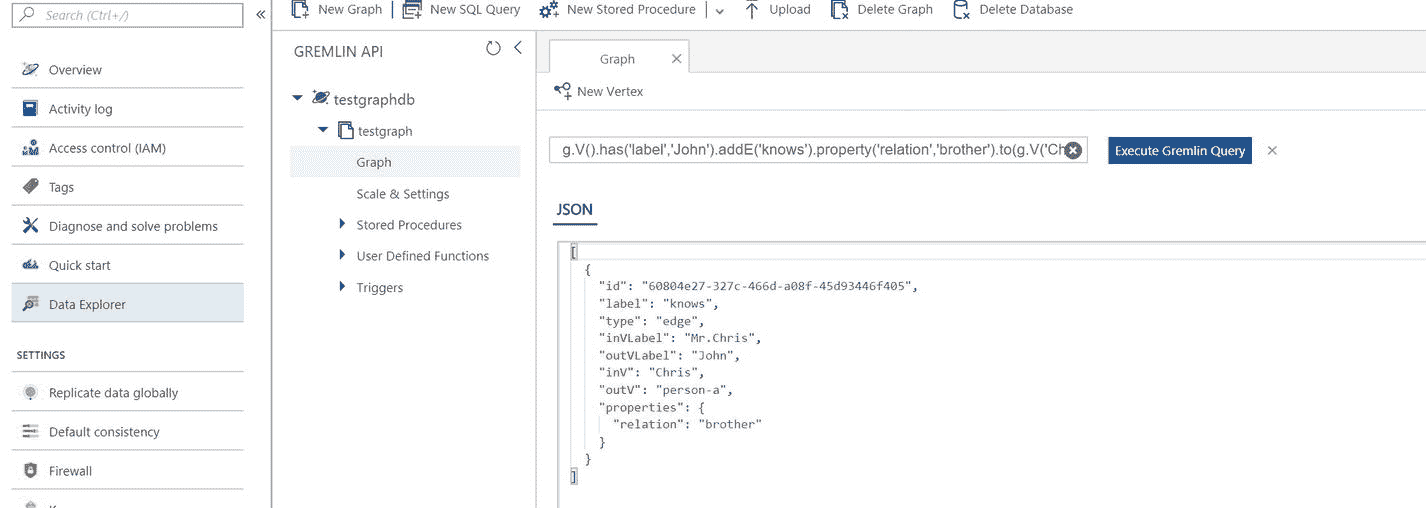 Search (Ctrl+/)
«
Overview
Activity log
Access control (IAM)
Tags
Diagnose and solve problems
Quick start
Data Explorer
SETTINGS
Replicate data globally
Default consistency
Firewall
New Graph
New SQL Query
New Stored Procedure
Upload
Delete Graph
Delete Database
GREMLIN API
testgraphdb
testgraph
Graph
Scale & Settings
Stored Procedures
User Defined Functions
Triggers
Graph
New Vertex
g.V().has('label','John').addE('knows').property('relation','brother').to(g.V('Ch
Execute Gremlin Query
JSON
[
{
"id": "60804e27-327c-466d-a08f-45d93446f405",
"label": "knows",
"type": "edge",
"inVLabel": "Mr.Chris",
"outVLabel": "John",
"inV": "Chris",
"outV": "person-a",
"properties": {
"relation": "brother"
}
}
]